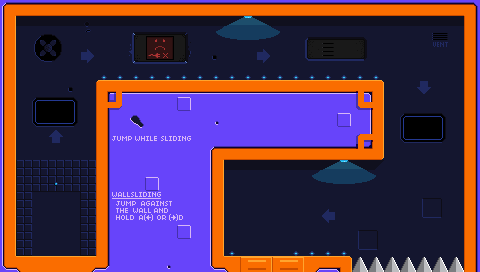 JUMP WHILE SLIDING
WALLSLIDING
JUMP AGAINST
THE WALL AND
HOLD A(←) OR (→)D